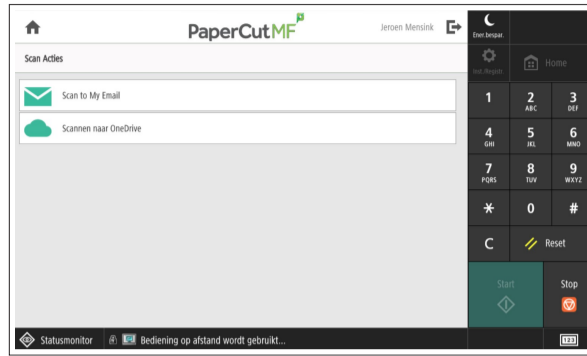 PaperCut MF
P
Jeroen Mensink
Scan Acties
Scan to My Email
Scannen naar OneDrive
Ener.bespar.
Inst./Registr.
Home
1
2
ABC
3
DEF
4
GHI
5
JKL
6
MNO
7
PQRS
8
TUV
9
WXYZ
*
0
#
C
Reset
Start
Stop
Statusmonitor
Bediening op afstand wordt gebruikt...
123